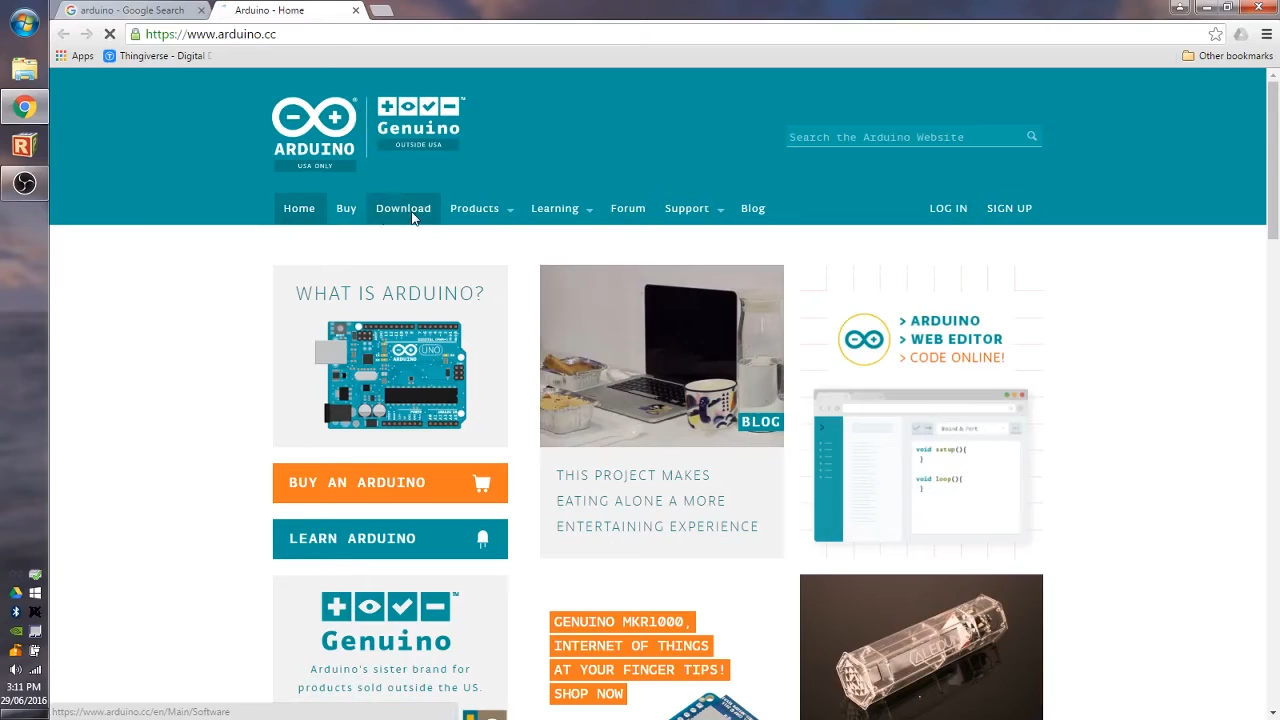 arduino - Google Search
Arduino - Home
https://www.arduino.cc
Apps
Thingiverse - Digital D
Other bookmarks
ARDUINO
USA ONLY
Genuino
OUTSIDE USA
Search the Arduino Website
Home
Buy
Download
Products
Learning
Forum
Support
Blog
LOG IN
SIGN UP
WHAT IS ARDUINO?
UNO
ARDUINO
BUY AN ARDUINO
LEARN ARDUINO
Genuino
Arduino's sister brand for
products sold outside the US.
BLOG
THIS PROJECT MAKES
EATING ALONE A MORE
ENTERTAINING EXPERIENCE
GENUINO MKR1000,
INTERNET OF THINGS
AT YOUR FINGER TIPS!
SHOP NOW
> ARDUINO
> WEB EDITOR
> CODE ONLINE!
Board & Port
void setup(){
}
void loop(){
}
3:11 PM
29/06/2016
https://www.arduino.cc/en/Main/Software